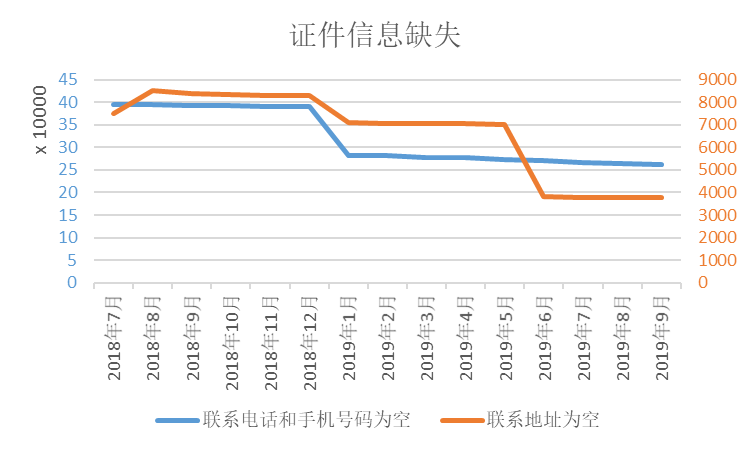 证件信息缺失
45
40
35
30
25
20
15
10
5
0
x 10000
9000
8000
7000
6000
5000
4000
3000
2000
1000
0
2018年7月
2018年8月
2018年9月
2018年10月
2018年11月
2018年12月
2019年1月
2019年2月
2019年3月
2019年4月
2019年5月
2019年6月
2019年7月
2019年8月
2019年9月
联系电话和手机号码为空
联系地址为空